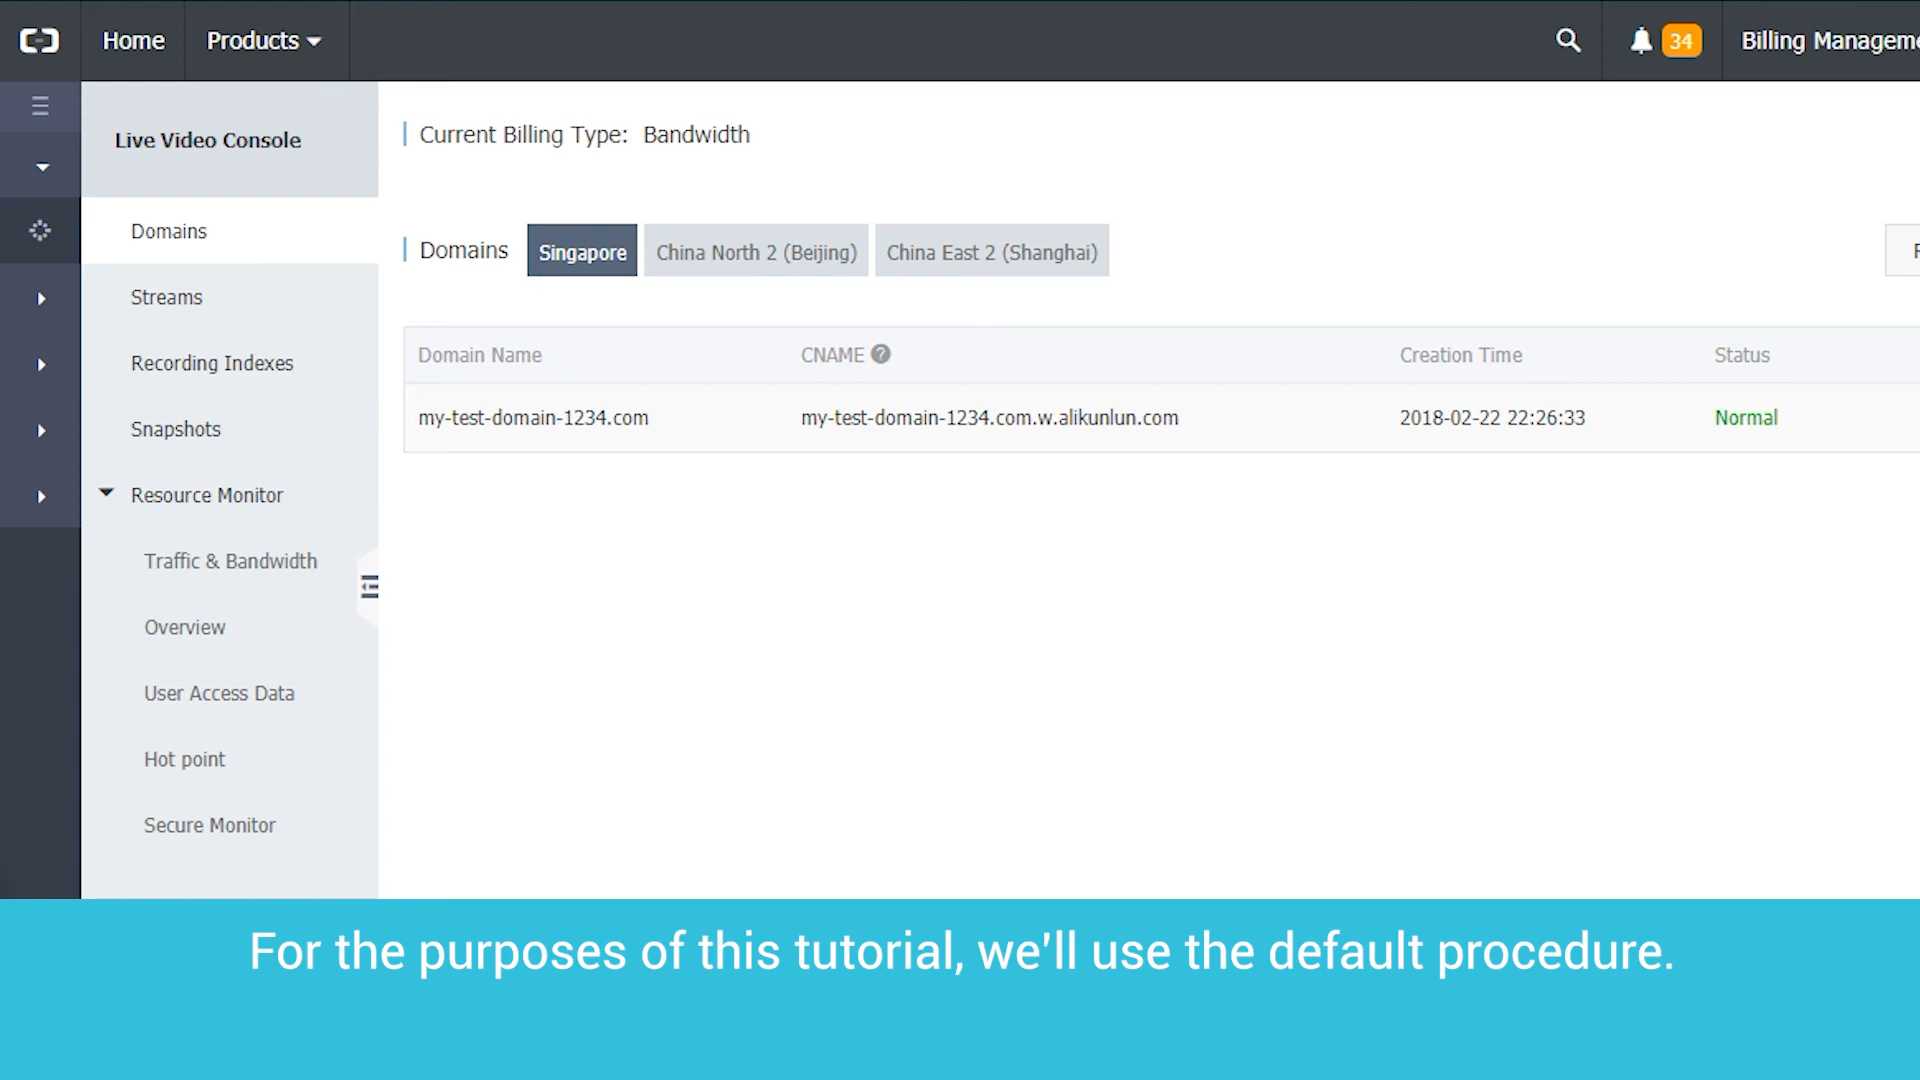 Home
Products
34
Billing Manageme
Live Video Console
Current Billing Type: Bandwidth
Domains
Domains
Singapore
China North 2 (Beijing)
China East 2 (Shanghai)
Streams
Recording Indexes
Domain Name
CNAME
Creation Time
Status
my-test-domain-1234.com
my-test-domain-1234.com.w.alikunlun.com
2018-02-22 22:26:33
Normal
Snapshots
Resource Monitor
Traffic & Bandwidth
Overview
User Access Data
Hot point
Secure Monitor
For the purposes of this tutorial, we'll use the default procedure.